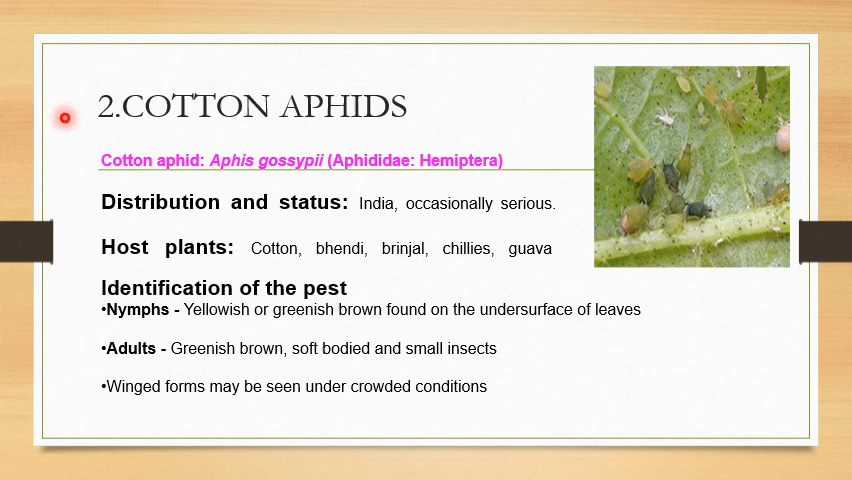 2.COTTON APHIDS
Cotton aphid: Aphis gossypii (Aphididae: Hemiptera)
Distribution and status: India, occasionally serious.
Host plants: Cotton, bhendi, brinjal, chillies, guava
Identification of the pest
•Nymphs - Yellowish or greenish brown found on the undersurface of leaves
•Adults - Greenish brown, soft bodied and small insects
•Winged forms may be seen under crowded conditions